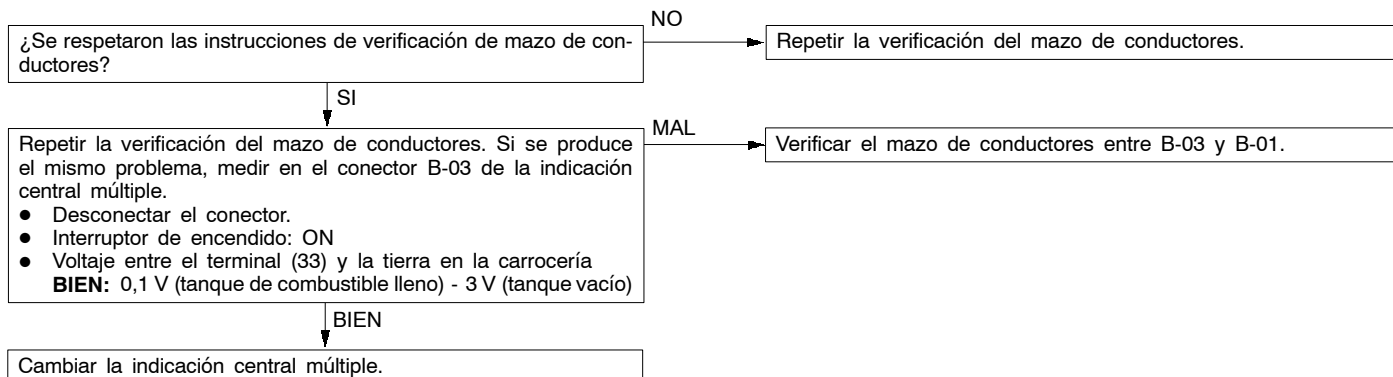 NO
¿Se respetaron las instrucciones de verificación de mazo de con-
ductores?
Repetir la verificación del mazo de conductores.
SI
Repetir la verificación del mazo de conductores. Si se produce
el mismo problema, medir en el conector B-03 de la indicación
central múltiple.
● Desconectar el conector.
● Interruptor de encendido: ON
● Voltaje entre el terminal (33) y la tierra en la carrocería
BIEN: 0,1 V (tanque de combustible lleno) - 3 V (tanque vacío)
MAL
Verificar el mazo de conductores entre B-03 y B-01.
BIEN
Cambiar la indicación central múltiple.